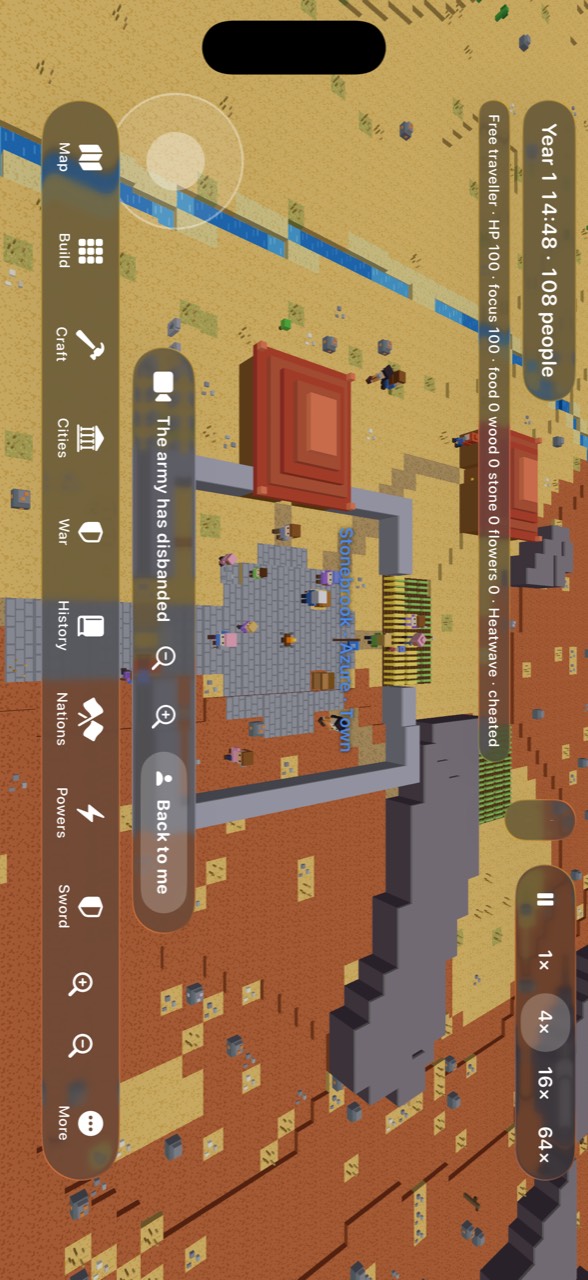 Year 1 14:48 · 108 people
Free traveller · HP 100 · focus 100 · food 0 wood 0 stone 0 flowers 0 · Heatwave · cheated
1×
4×
16×
64×
Stonebrook · Azure Town
The army has disbanded
Back to me
Map
Build
Craft
Cities
War
History
Nations
Powers
Sword
More